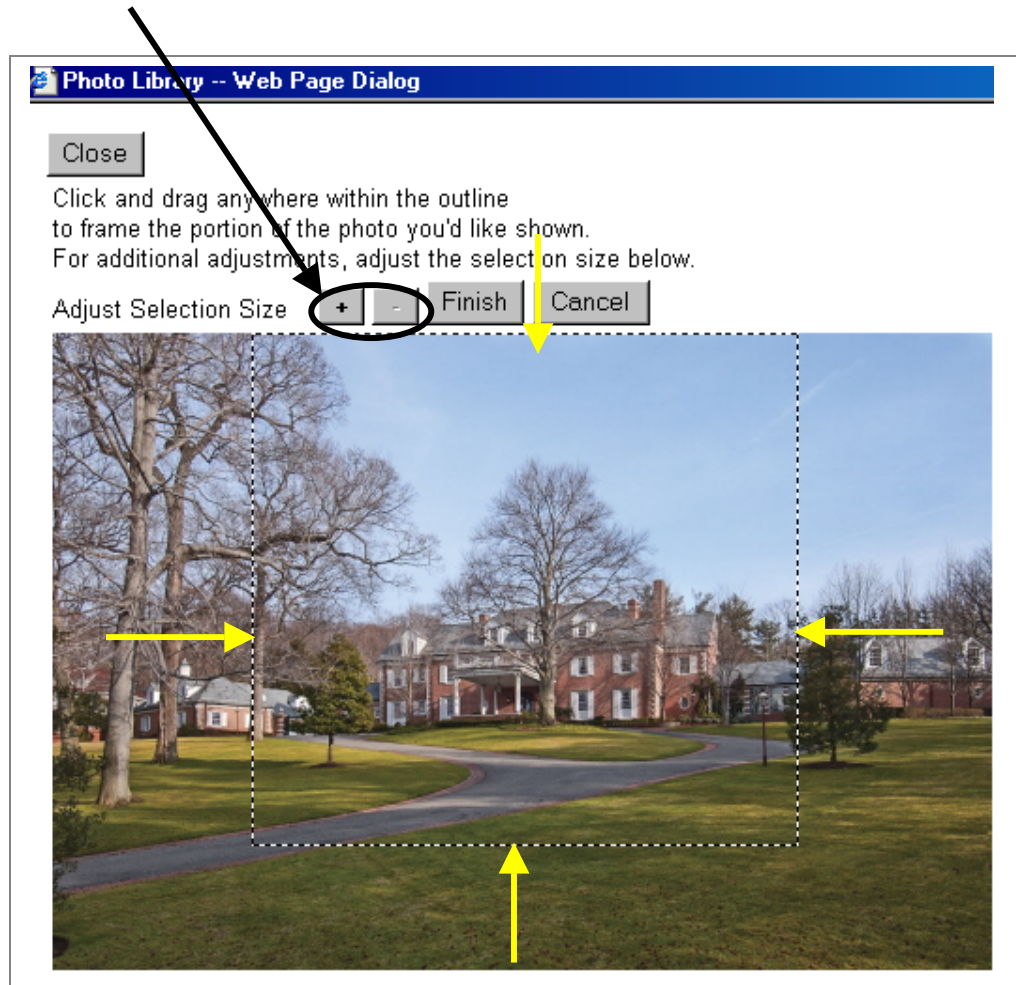 Photo Library -- Web Page Dialog
Close
Click and drag anywhere within the outline
to frame the portion of the photo you'd like shown.
For additional adjustments, adjust the selection size below.
Adjust Selection Size + - Finish Cancel